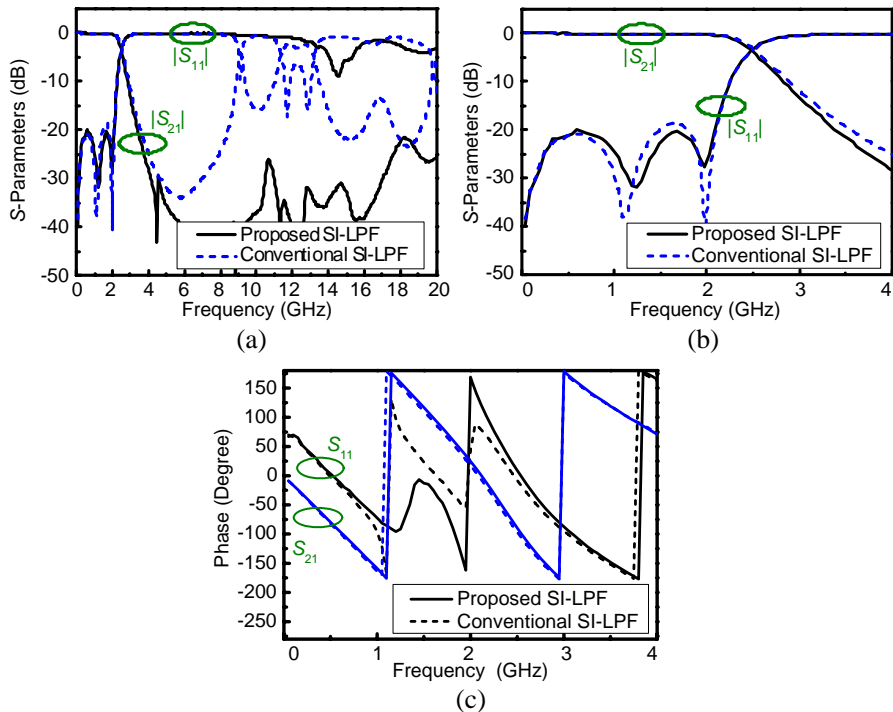 0
-10
-20
-30
-40
-50
S-Parameters (dB)
|S11|
|S21|
Proposed SI-LPF
Conventional SI-LPF
0 2 4 6 8 10 12 14 16 18 20
Frequency (GHz)
(a)
0
-10
-20
-30
-40
-50
S-Parameters (dB)
|S21|
|S11|
Proposed SI-LPF
Conventional SI-LPF
0 1 2 3 4
Frequency (GHz)
(b)
150
100
50
0
-50
-100
-150
-200
-250
Phase (Degree)
S11
S21
Proposed SI-LPF
Conventional SI-LPF
0 1 2 3 4
Frequency (GHz)
(c)